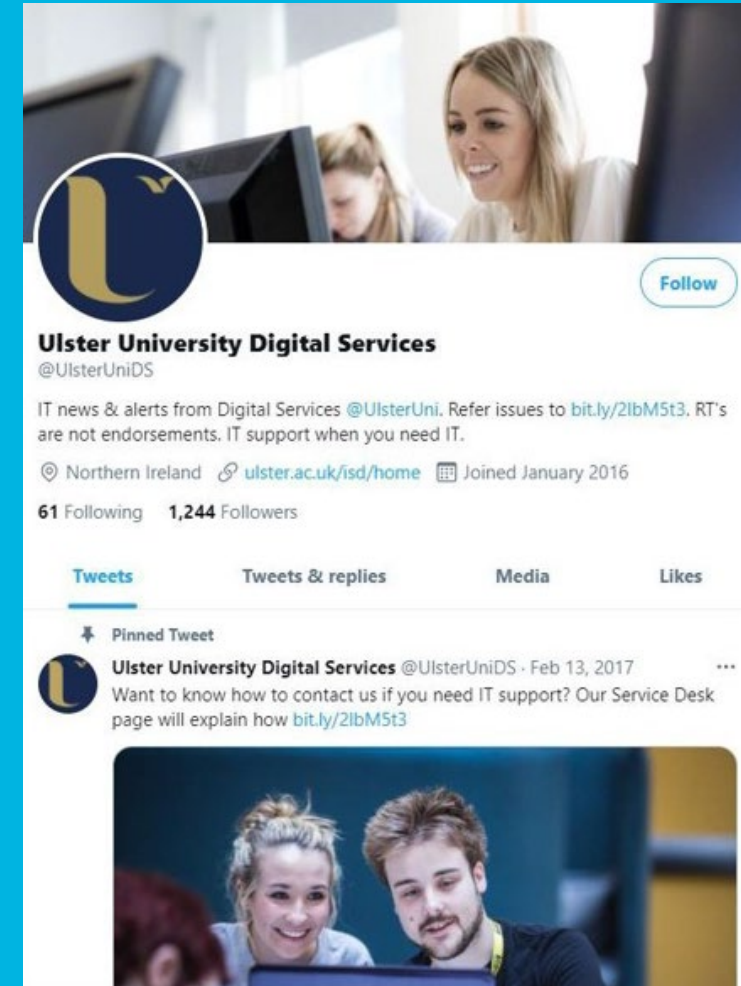 Follow
Ulster University Digital Services
@UlsterUniDS
IT news & alerts from Digital Services @UlsterUni. Refer issues to bit.ly/2IbM5t3. RT's
are not endorsements. IT support when you need IT.
Northern Ireland ulster.ac.uk/isd/home Joined January 2016
61 Following 1,244 Followers
Tweets Tweets & replies Media Likes
Pinned Tweet
Ulster University Digital Services @UlsterUniDS · Feb 13, 2017 ...
Want to know how to contact us if you need IT support? Our Service Desk
page will explain how bit.ly/2IbM5t3